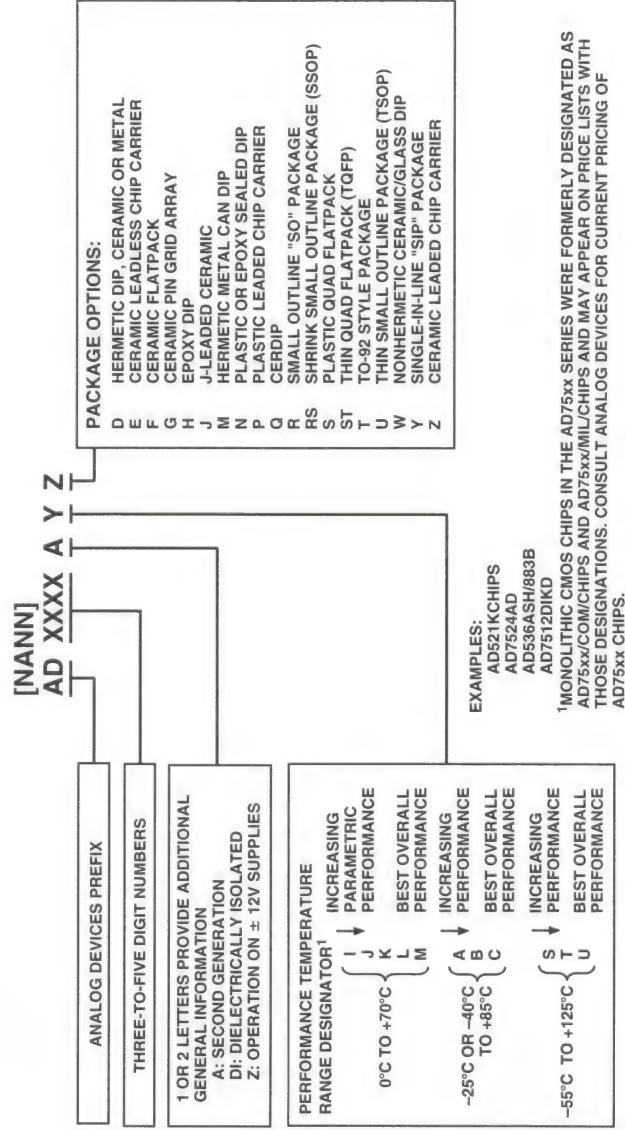 [NANN]
AD XXXX A Y Z
ANALOG DEVICES PREFIX
THREE-TO-FIVE DIGIT NUMBERS
1 OR 2 LETTERS PROVIDE ADDITIONAL
GENERAL INFORMATION
A: SECOND GENERATION
DI: DIELECTRICALLY ISOLATED
Z: OPERATION ON ± 12V SUPPLIES
PERFORMANCE TEMPERATURE
RANGE DESIGNATOR¹
0°C TO +70°C
I
J
K
L
M
INCREASING
PARAMETRIC
PERFORMANCE
BEST OVERALL
PERFORMANCE
–25°C OR –40°C
TO +85°C
A
B
C
INCREASING
PERFORMANCE
BEST OVERALL
PERFORMANCE
–55°C TO +125°C
S
T
U
INCREASING
PERFORMANCE
BEST OVERALL
PERFORMANCE
PACKAGE OPTIONS:
D HERMETIC DIP, CERAMIC OR METAL
E CERAMIC LEADLESS CHIP CARRIER
F CERAMIC FLATPACK
G CERAMIC PIN GRID ARRAY
H EPOXY DIP
J J-LEADED CERAMIC
M HERMETIC METAL CAN DIP
N PLASTIC OR EPOXY SEALED DIP
P PLASTIC LEADED CHIP CARRIER
Q CERDIP
R SMALL OUTLINE "SO" PACKAGE
RS SHRINK SMALL OUTLINE PACKAGE (SSOP)
S PLASTIC QUAD FLATPACK
ST THIN QUAD FLATPACK (TQFP)
T TO-92 STYLE PACKAGE
U THIN SMALL OUTLINE PACKAGE (TSOP)
W NONHERMETIC CERAMIC/GLASS DIP
Y SINGLE-IN-LINE "SIP" PACKAGE
Z CERAMIC LEADED CHIP CARRIER
EXAMPLES:
AD521KCHIPS
AD7524AD
AD536ASH/883B
AD7512DIKD
¹MONOLITHIC CMOS CHIPS IN THE AD75xx SERIES WERE FORMERLY DESIGNATED AS
AD75xx/COM/CHIPS AND AD75xx/MIL/CHIPS AND MAY APPEAR ON PRICE LISTS WITH
THOSE DESIGNATIONS. CONSULT ANALOG DEVICES FOR CURRENT PRICING OF
AD75xx CHIPS.